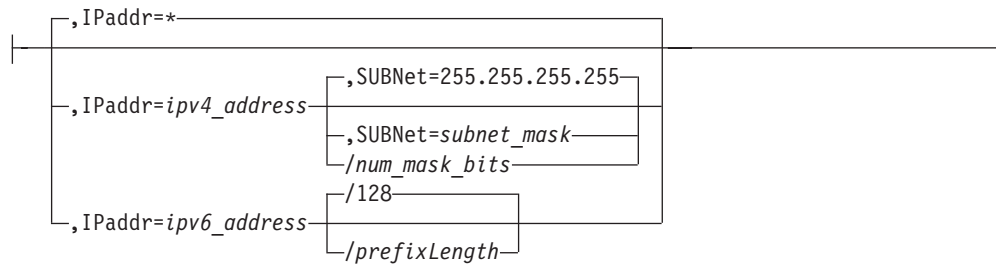 ,IPaddr=*
,SUBNet=255.255.255.255
,IPaddr=ipv4_address
,SUBNet=subnet_mask
/num_mask_bits
/128
,IPaddr=ipv6_address
/prefixLength